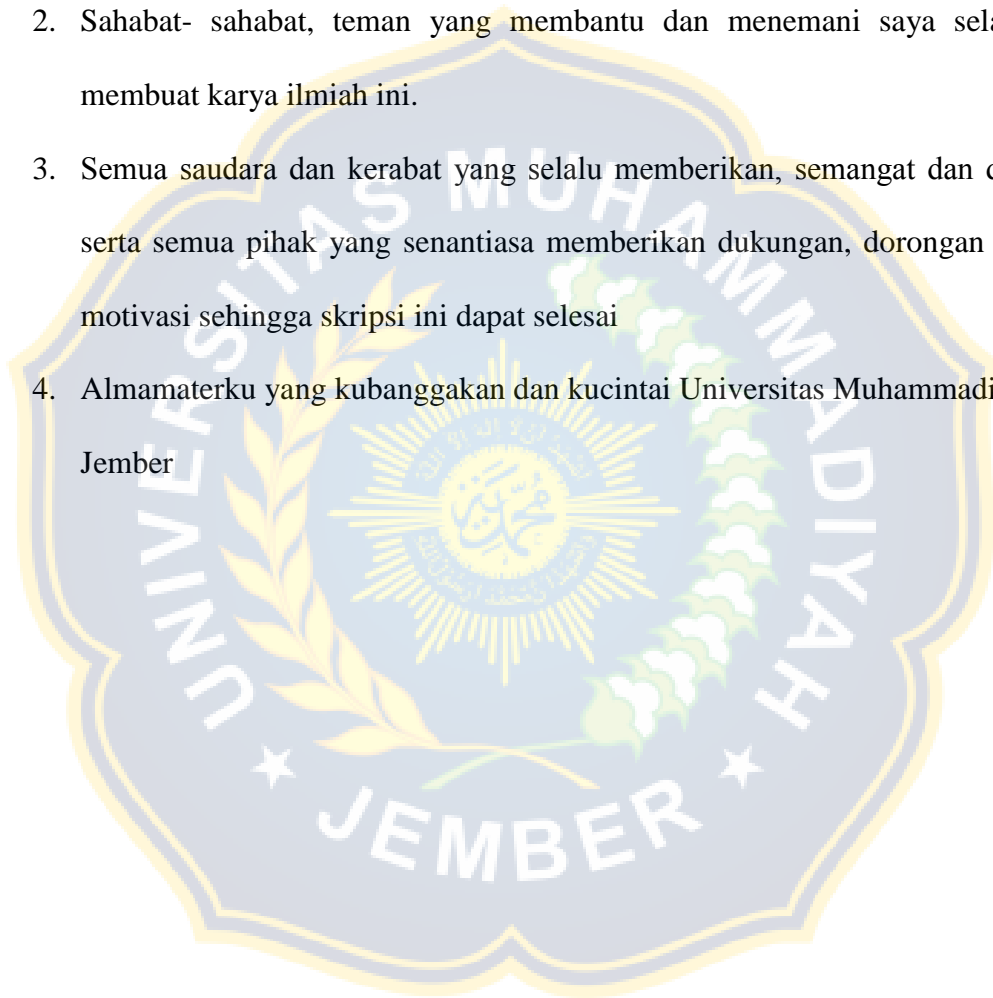 2. Sahabat- sahabat, teman yang membantu dan menemani saya
membuat karya ilmiah ini.
3. Semua saudara dan kerabat yang selalu memberikan, semangat dan
serta semua pihak yang senantiasa memberikan dukungan, dorongan
motivasi sehingga skripsi ini dapat selesai
4. Almamaterku yang kubanggakan dan kucintai Universitas
Jember
UNIVERSITAS MUHAMMADIYAH
JEMBER